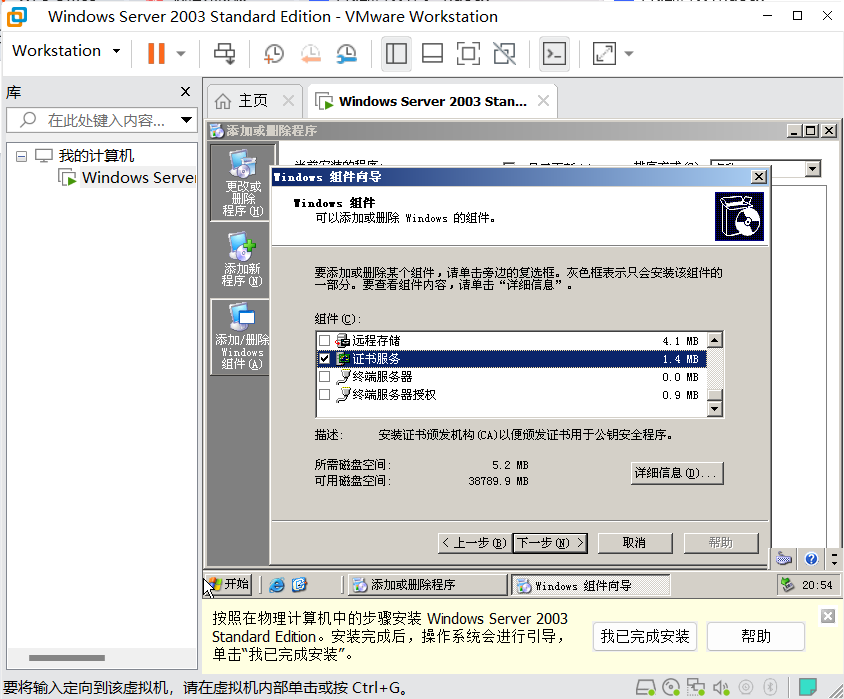 Windows Server 2003 Standard Edition - VMware Workstation
Workstation
库
在此处键入内容...
我的计算机
Windows Serve
主页
Windows Server 2003 Stan...
添加或删除程序
更改或
删除
程序(H)
添加新
程序(N)
添加/删除
Windows
组件(A)
Windows 组件向导
Windows 组件
可以添加或删除 Windows 的组件。
要添加或删除某个组件，请单击旁边的复选框。灰色框表示只会安装该组件的
一部分。要查看组件内容，请单击“详细信息”。
组件(C):
远程存储 4.1 MB
证书服务 1.4 MB
终端服务器 0.0 MB
终端服务器授权 0.9 MB
描述: 安装证书颁发机构(CA)以便颁发证书用于公钥安全程序。
所需磁盘空间: 5.2 MB
可用磁盘空间: 38789.9 MB
详细信息(D)...
< 上一步(B) 下一步(N) > 取消 帮助
开始 添加或删除程序 Windows 组件向导 20:54
按照在物理计算机中的步骤安装 Windows Server 2003
Standard Edition。安装完成后，操作系统会进行引导，
单击“我已完成安装”。
我已完成安装 帮助
要将输入定向到该虚拟机，请在虚拟机内部单击或按 Ctrl+G。